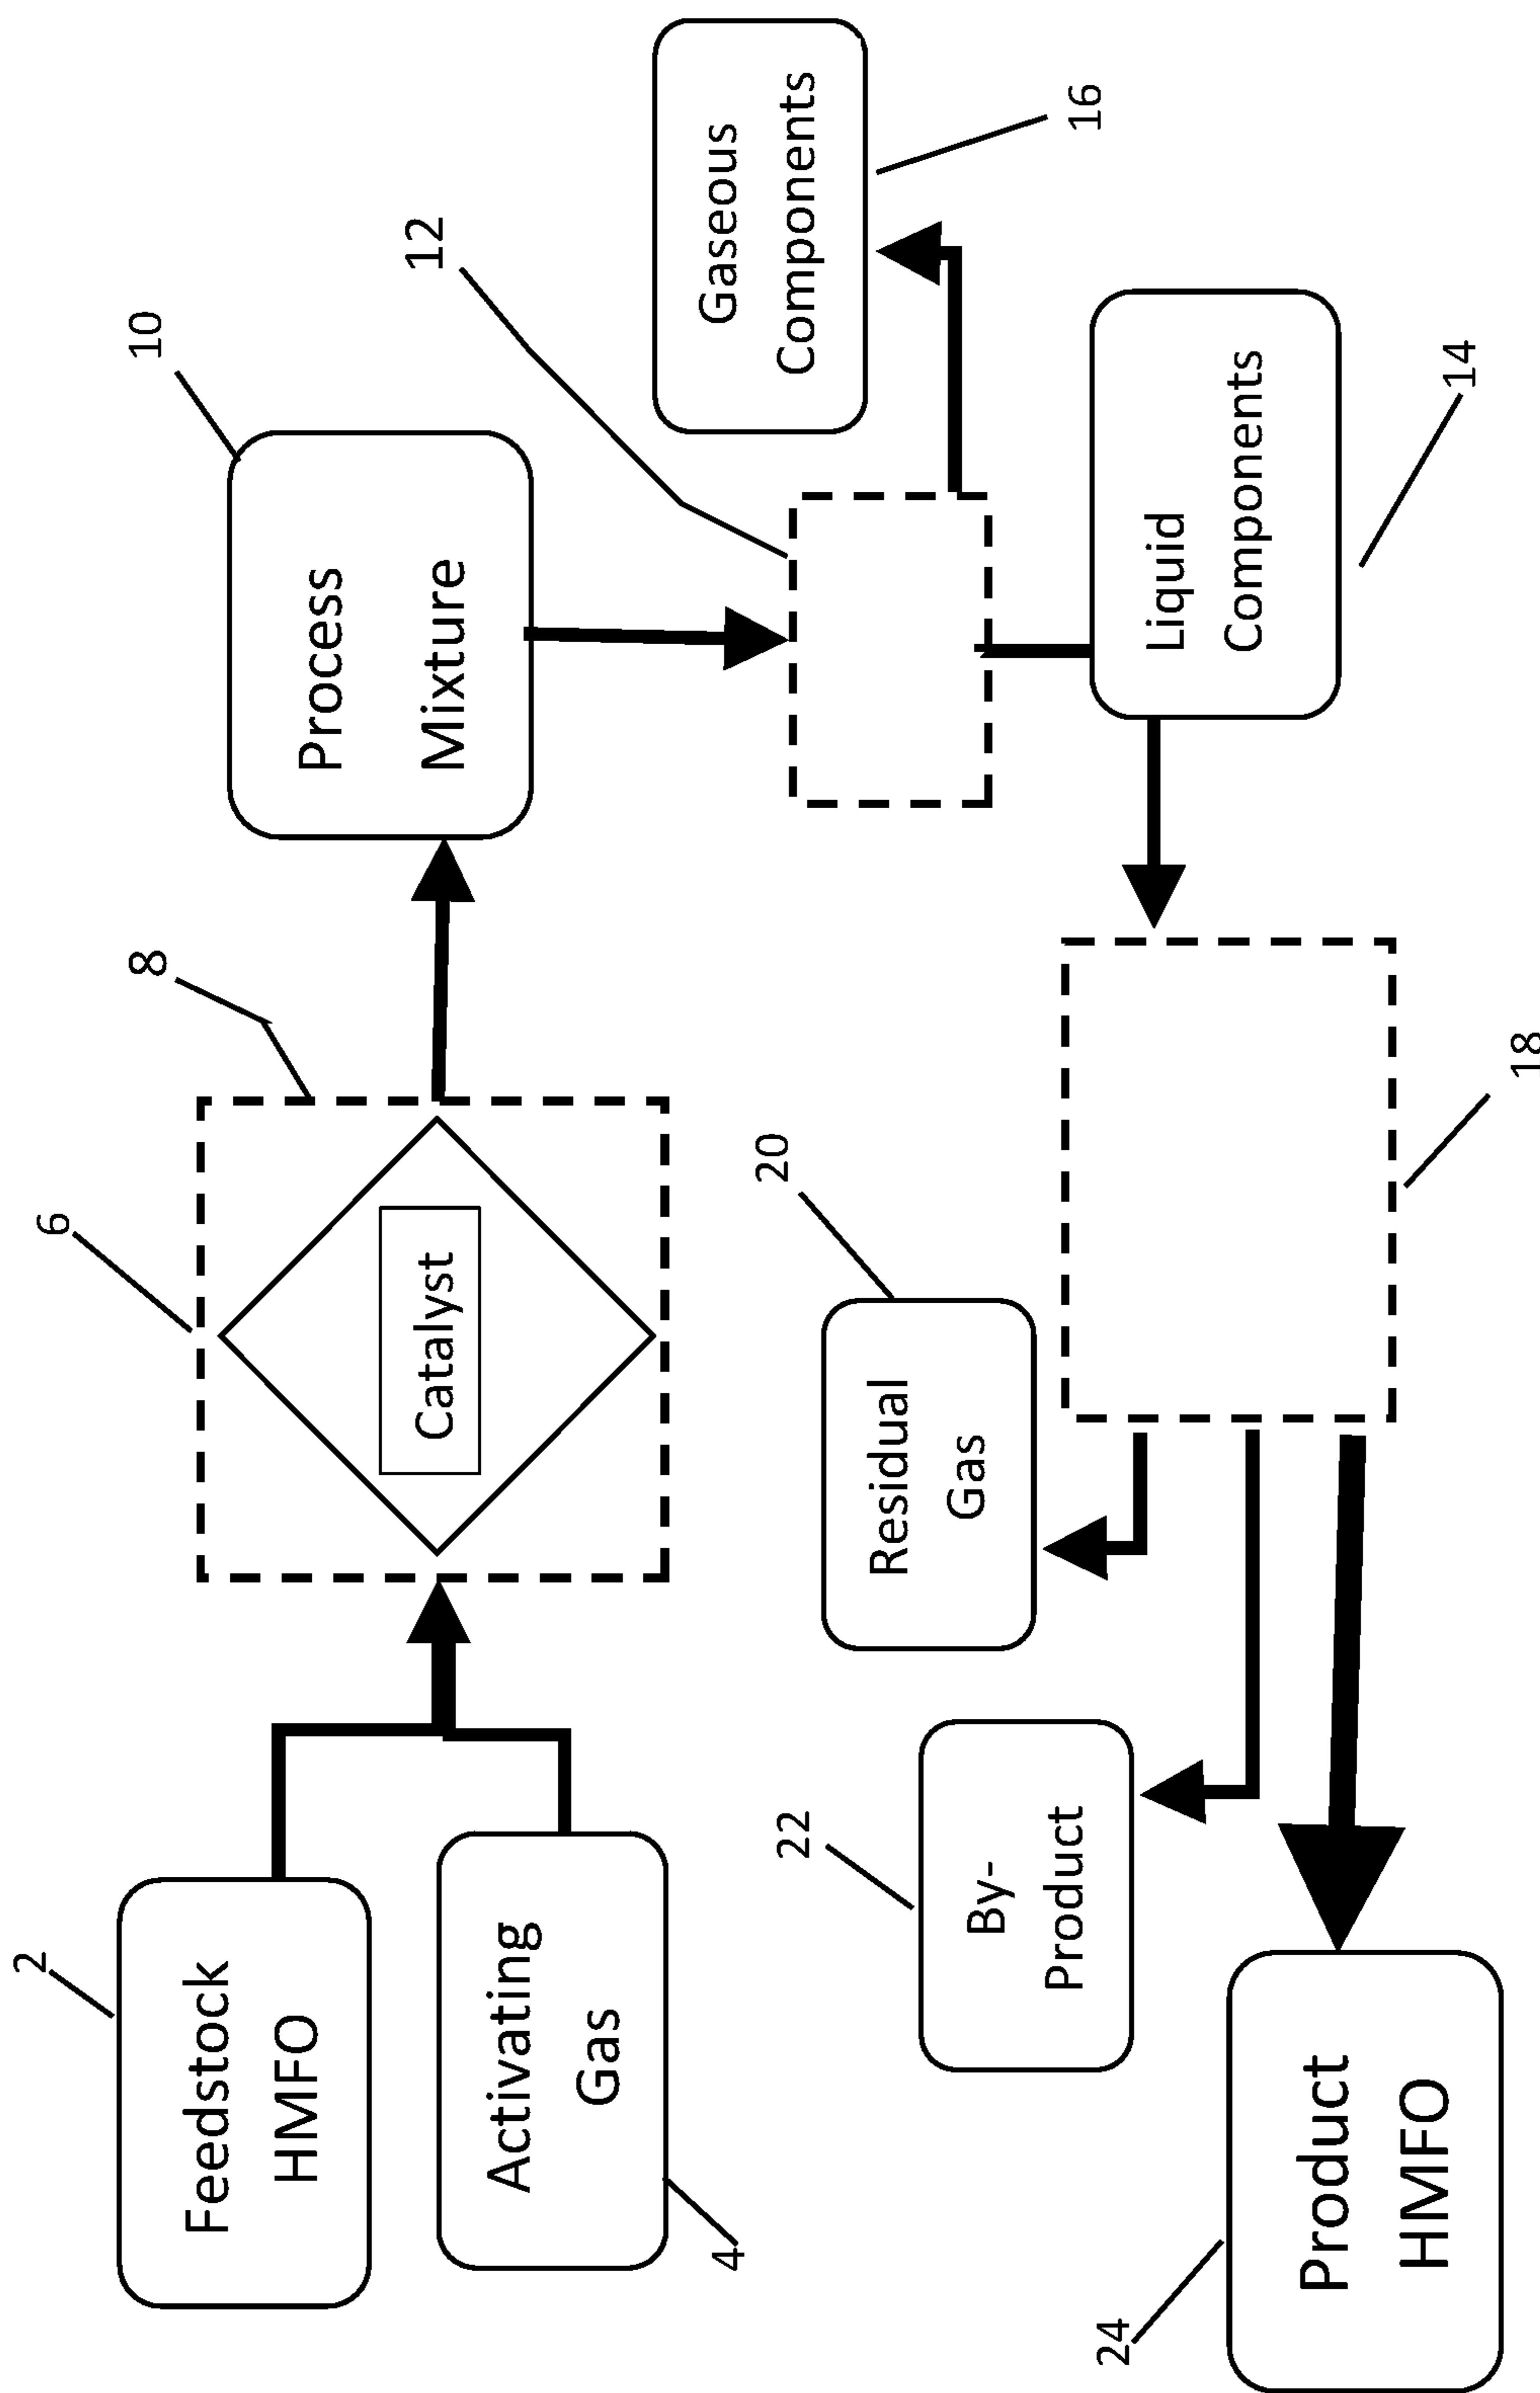 2
Feedstock
HMFO
Activating
Gas
4
6
Catalyst
8
10
Process
Mixture
12
Gaseous
Components
16
Liquid
Components
14
18
20
Residual
Gas
22
By-
Product
24
Product
HMFO